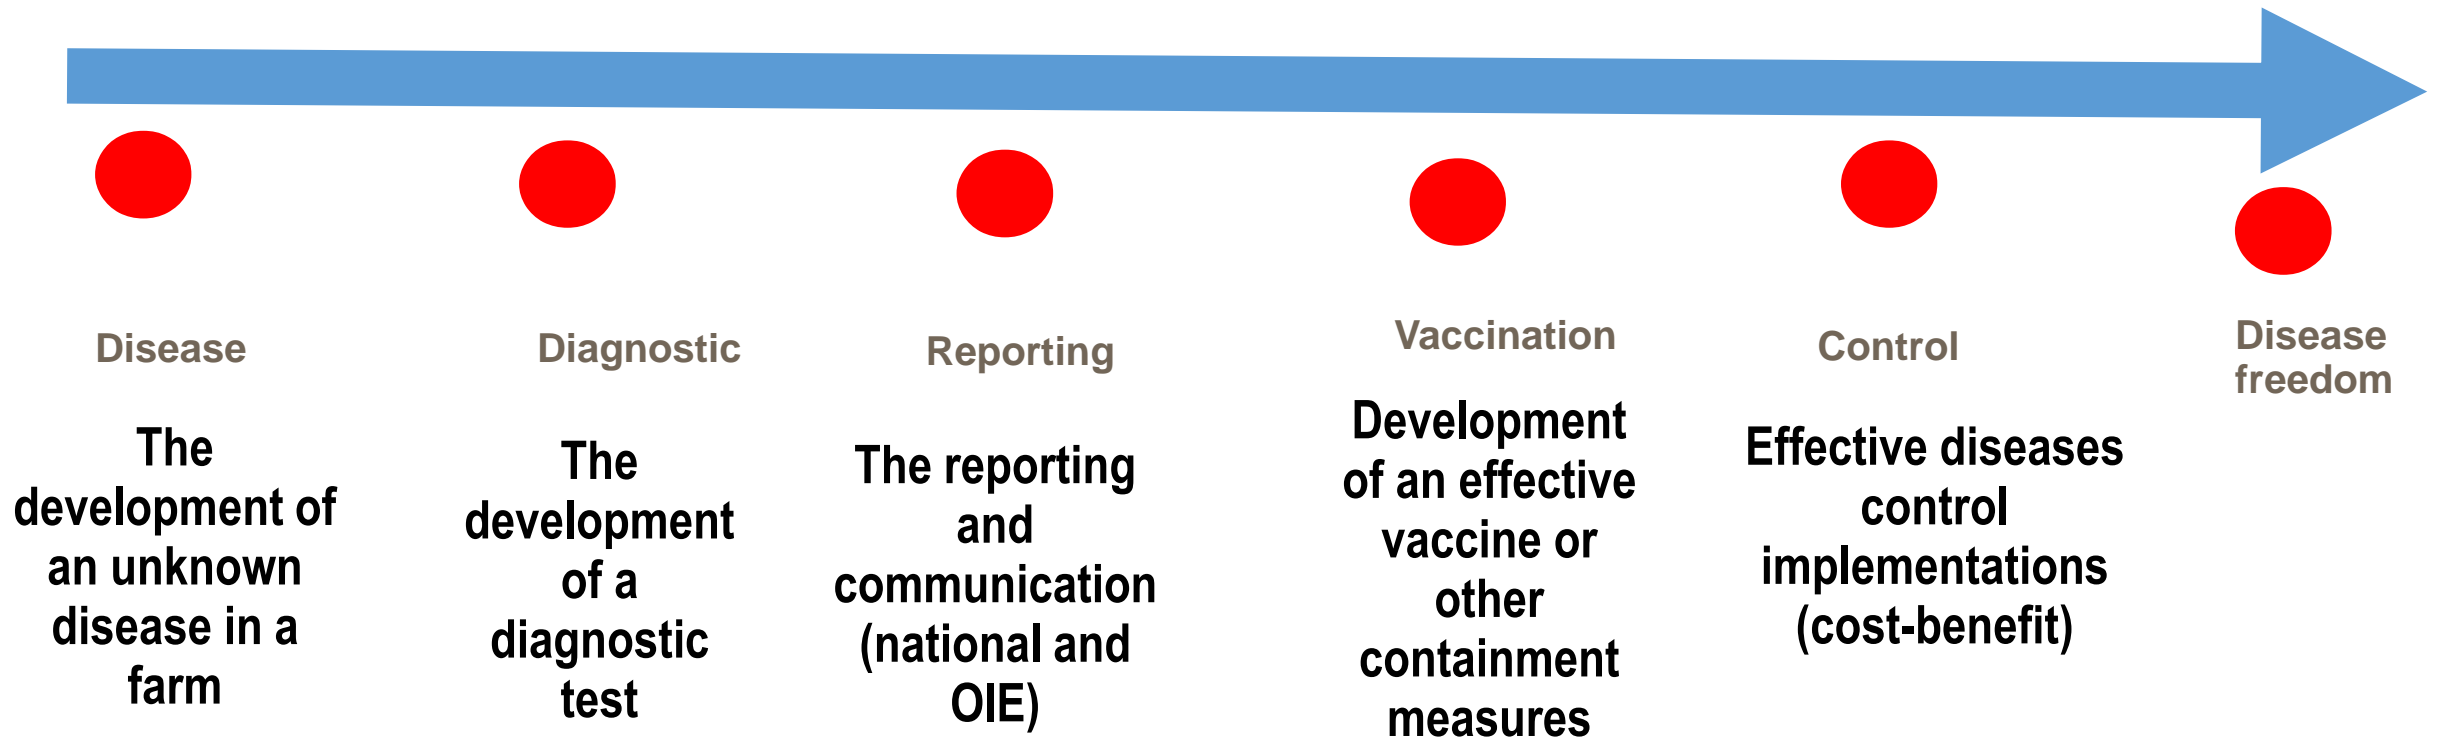 Disease
The
development of
an unknown
disease in a
farm
Diagnostic
The
development
of a
diagnostic
test
Reporting
The reporting
and
communication
(national and
OIE)
Vaccination
Development
of an effective
vaccine or
other
containment
measures
Control
Effective diseases
control
implementations
(cost-benefit)
Disease
freedom